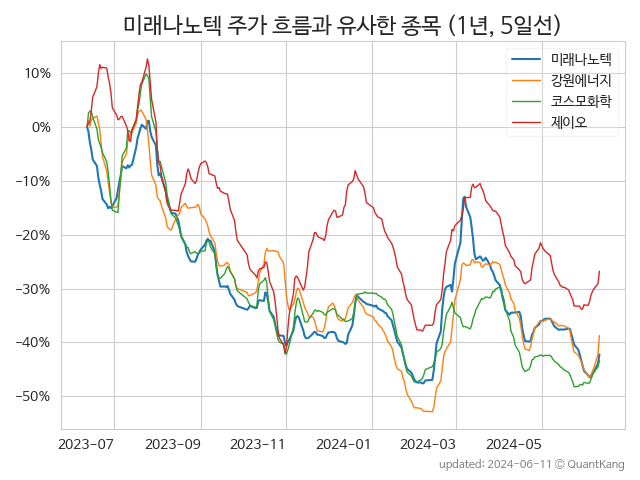 미래나노텍 주가 흐름과 유사한 종목 (1년, 5일선)
미래나노텍
강원에너지
코스모화학
제이오
10%
0%
−10%
−20%
−30%
−40%
−50%
2023-07 2023-09 2023-11 2024-01 2024-03 2024-05
updated: 2024-06-11 © QuantKang